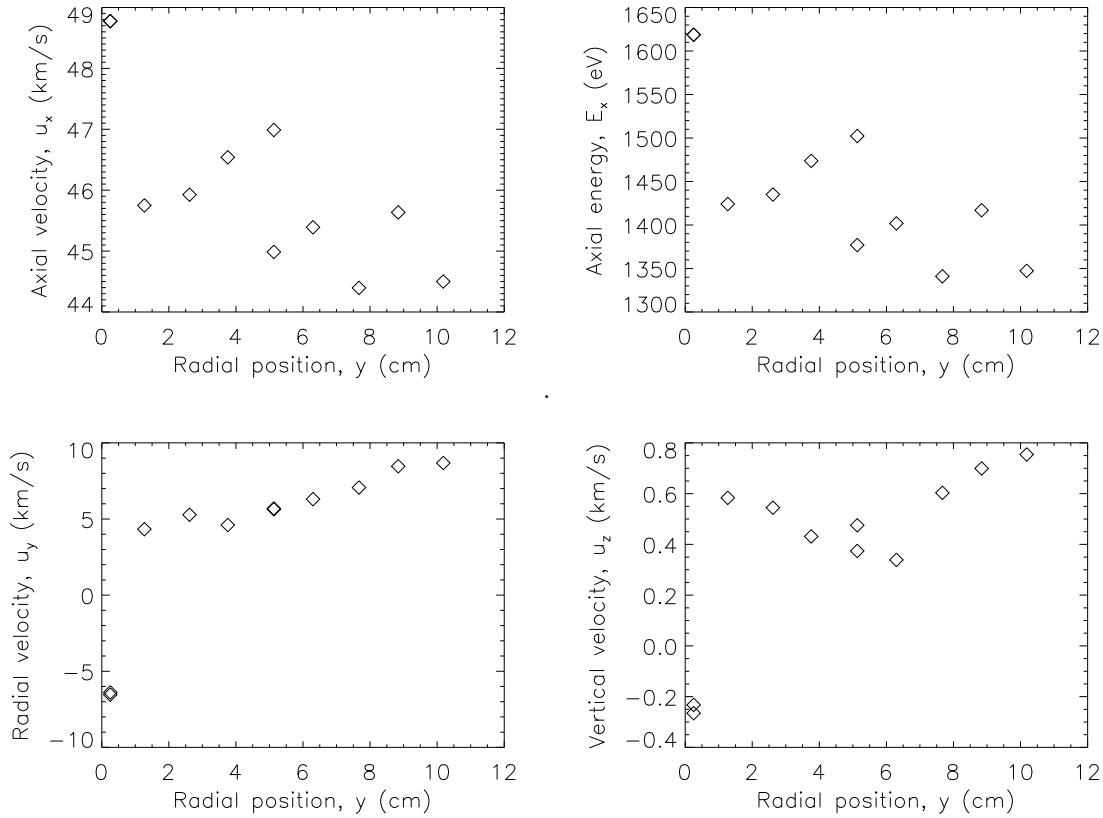 Axial velocity, u_x (km/s)
49
48
47
46
45
44
0 2 4 6 8 10 12
Radial position, y (cm)
Axial energy, E_x (eV)
1650
1600
1550
1500
1450
1400
1350
1300
0 2 4 6 8 10 12
Radial position, y (cm)
Radial velocity, u_y (km/s)
10
5
0
−5
−10
0 2 4 6 8 10 12
Radial position, y (cm)
Vertical velocity, u_z (km/s)
0.8
0.6
0.4
0.2
0.0
−0.2
−0.4
0 2 4 6 8 10 12
Radial position, y (cm)